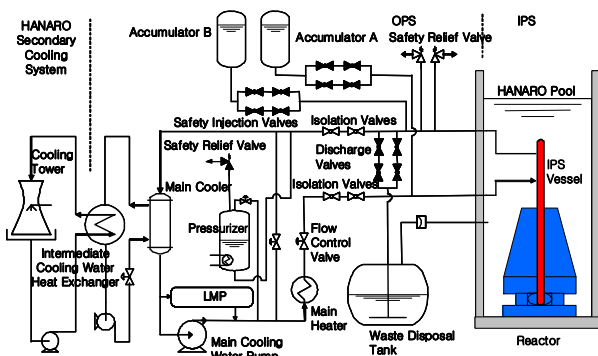 HANARO
Secondary
Cooling
System
Accumulator B
Accumulator A
OPS
Safety Relief Valve
IPS
HANARO Pool
Safety Injection Valves
Isolation Valves
Safety Relief Valve
Discharge
Valves
Cooling
Tower
Main Cooler
Isolation Valves
IPS
Vessel
Pressurizer
Flow
Control
Valve
Intermediate
Cooling Water
Heat Exchanger
LMP
Main
Heater
Main Cooling
Water Pump
Waste Disposal
Tank
Reactor